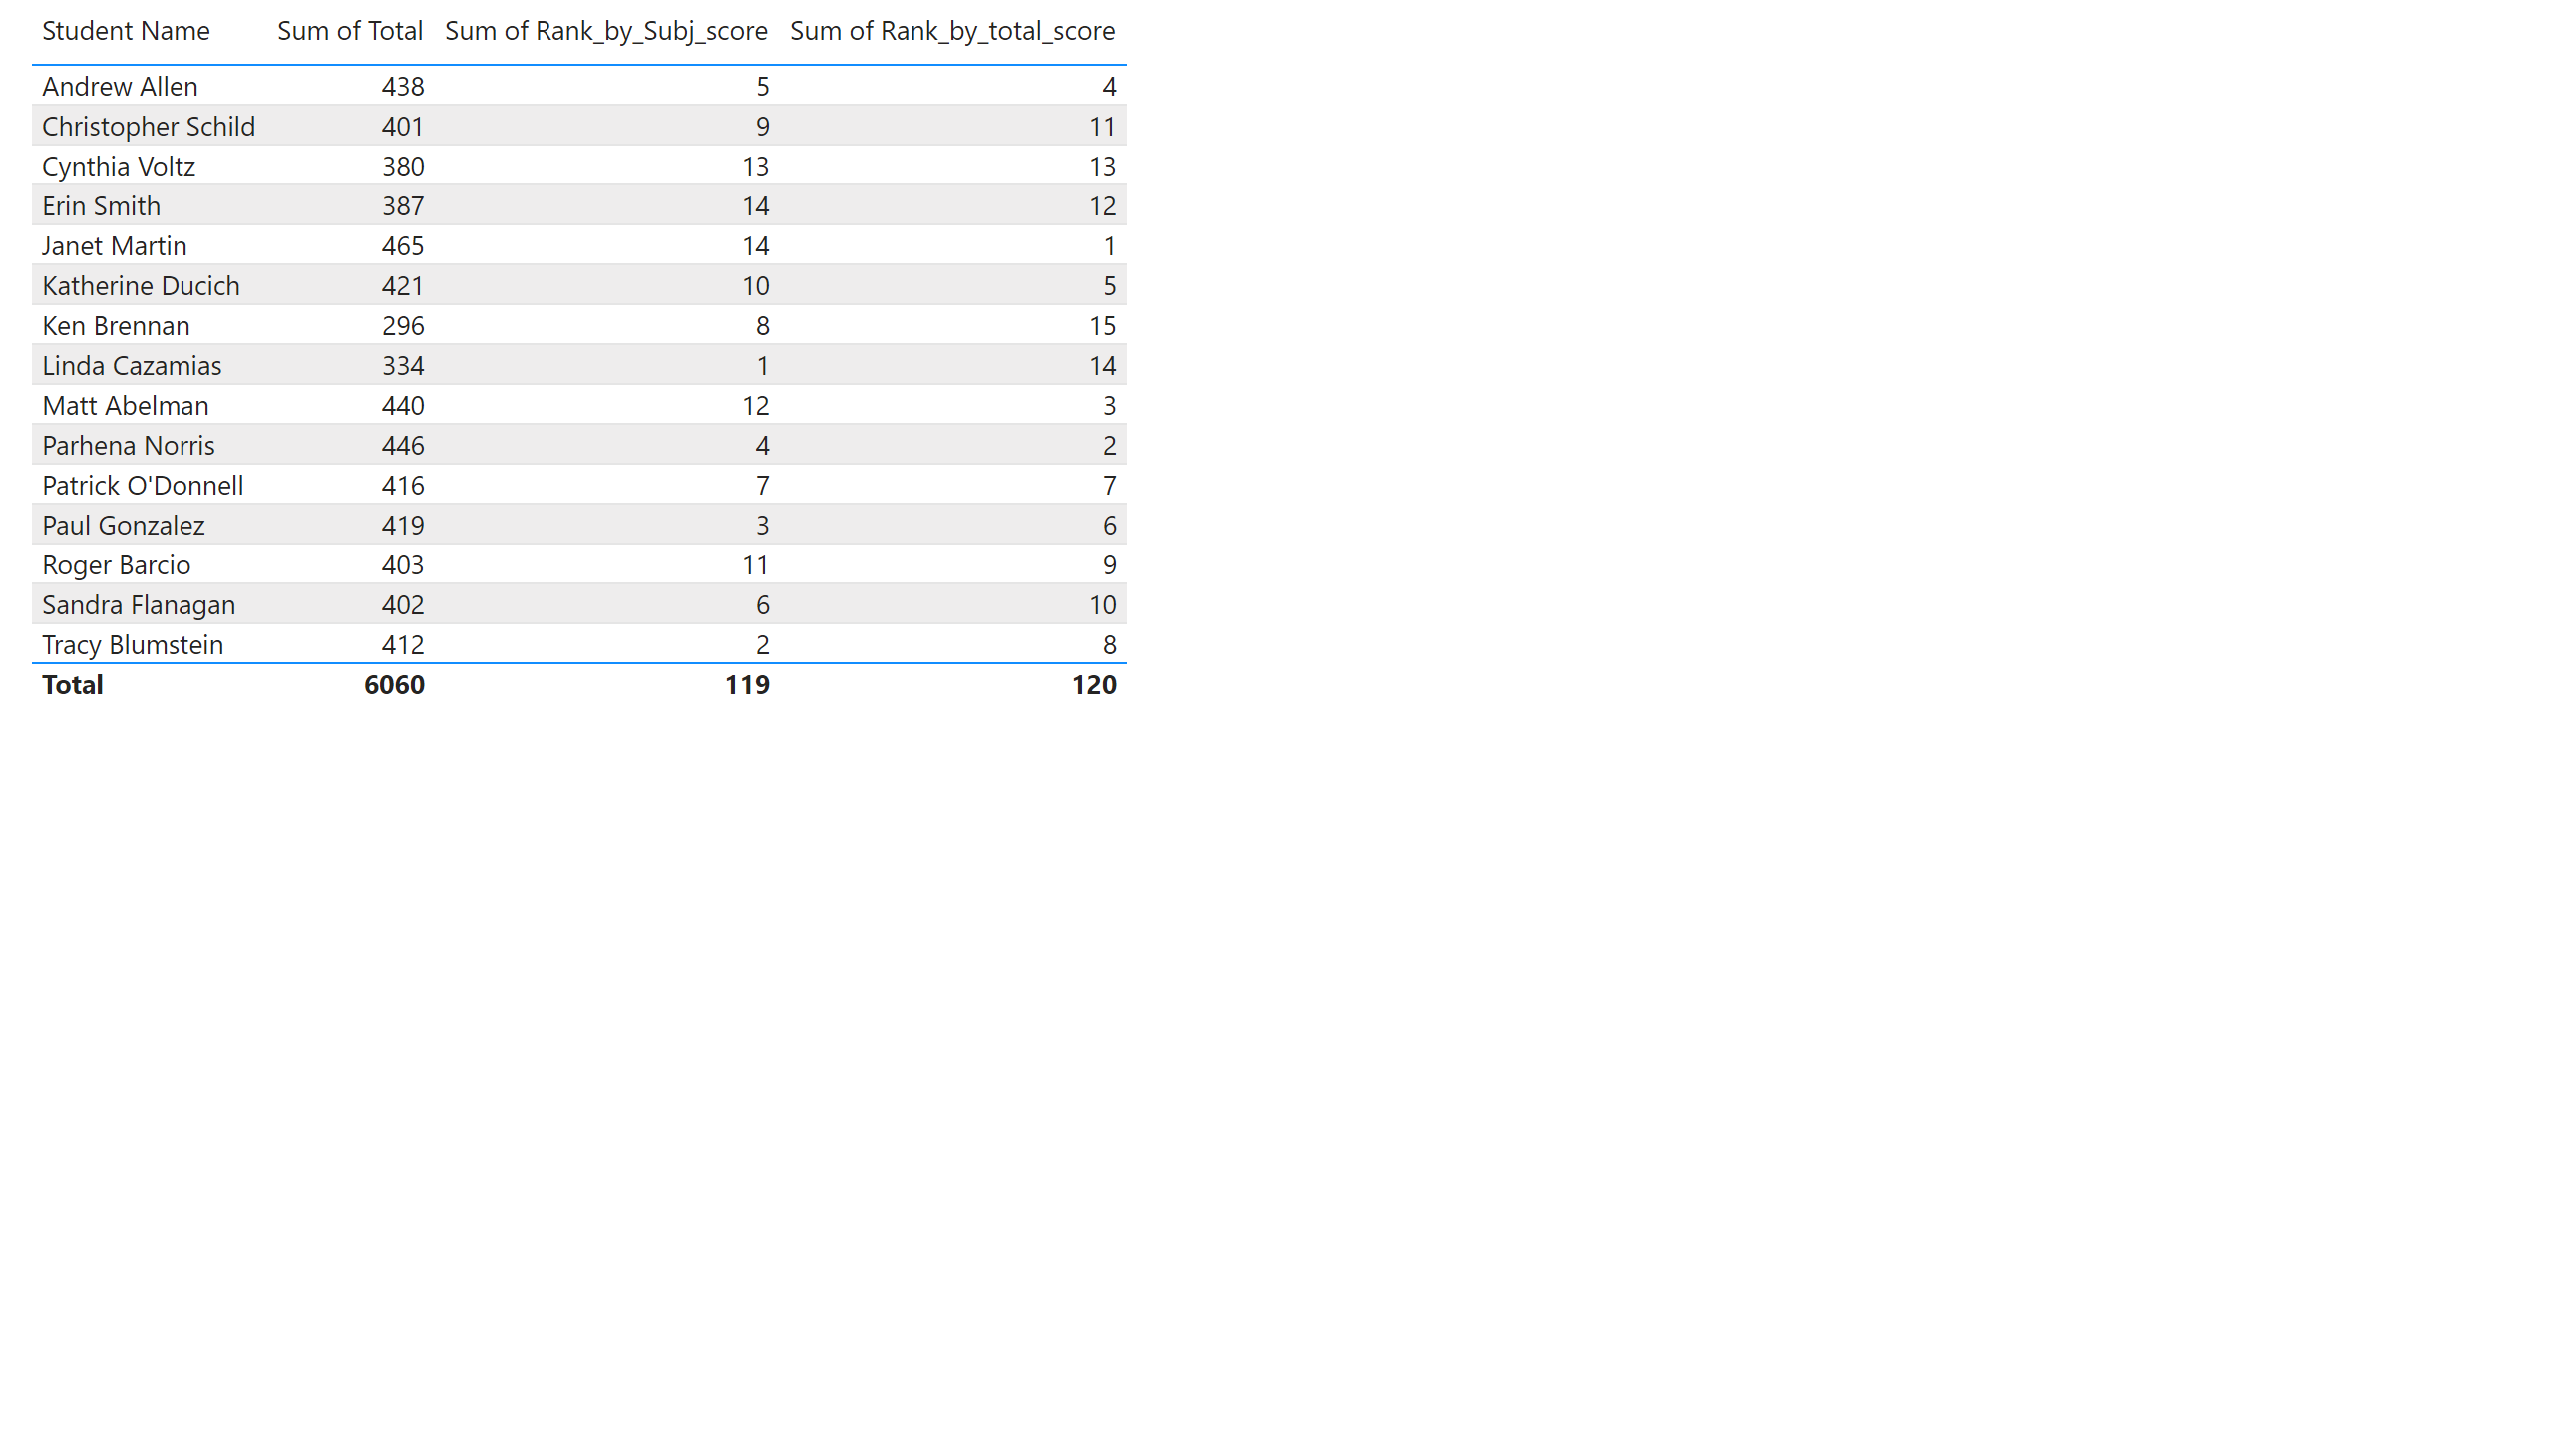 Student Name Sum of Total Sum of Rank_by_Subj_score Sum of Rank_by_total_score
Andrew Allen 438 5 4
Christopher Schild 401 9 11
Cynthia Voltz 380 13 13
Erin Smith 387 14 12
Janet Martin 465 14 1
Katherine Ducich 421 10 5
Ken Brennan 296 8 15
Linda Cazamias 334 1 14
Matt Abelman 440 12 3
Parhena Norris 446 4 2
Patrick O'Donnell 416 7 7
Paul Gonzalez 419 3 6
Roger Barcio 403 11 9
Sandra Flanagan 402 6 10
Tracy Blumstein 412 2 8
Total 6060 119 120